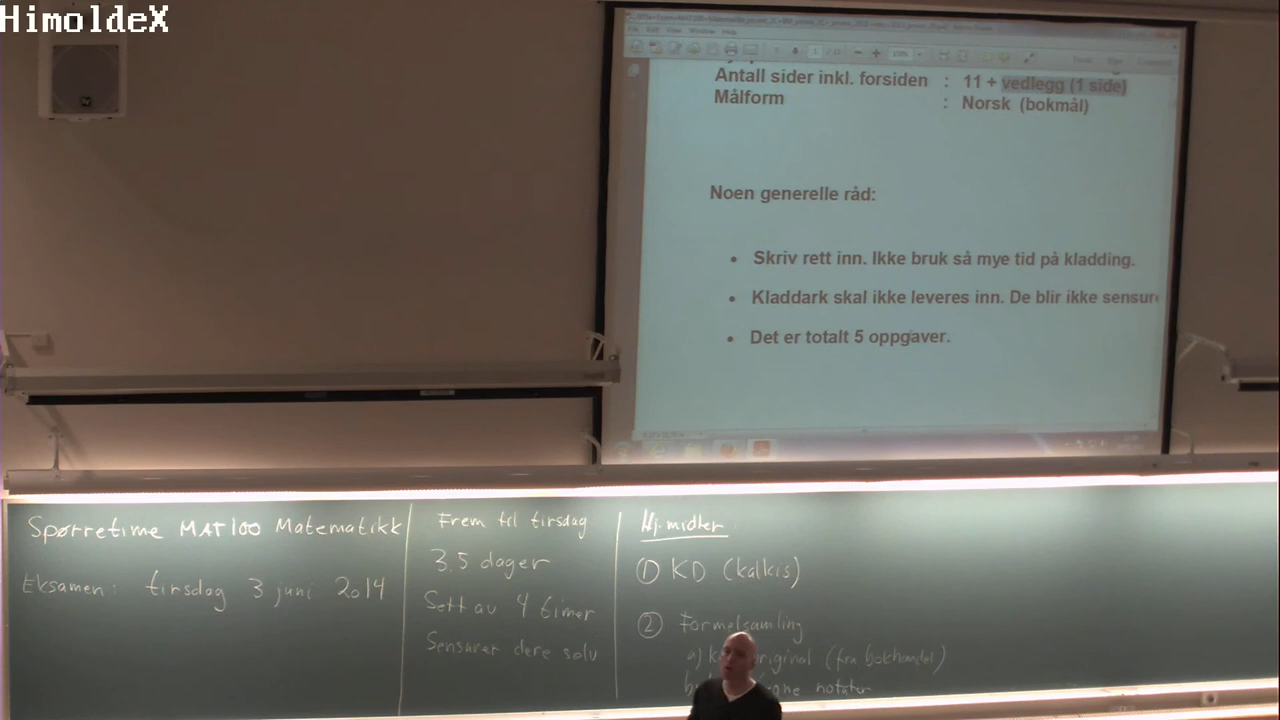 HimoldeX
Antall sider inkl. forsiden : 11 + vedlegg (1 side)
Målform : Norsk (bokmål)
Noen generelle råd:
• Skriv rett inn. Ikke bruk så mye tid på kladding.
• Kladdark skal ikke leveres inn. De blir ikke sensure
• Det er totalt 5 oppgaver.
Spørretime MAT100 Matematikk
Eksamen: tirsdag 3 juni 2014
Frem til tirsdag
3.5 dager
Sett av 4 timer
Sensurer dere selv
Hj.midler
① KD (kalkis)
② Formelsamling
a) original (fra bokhandel)
notater